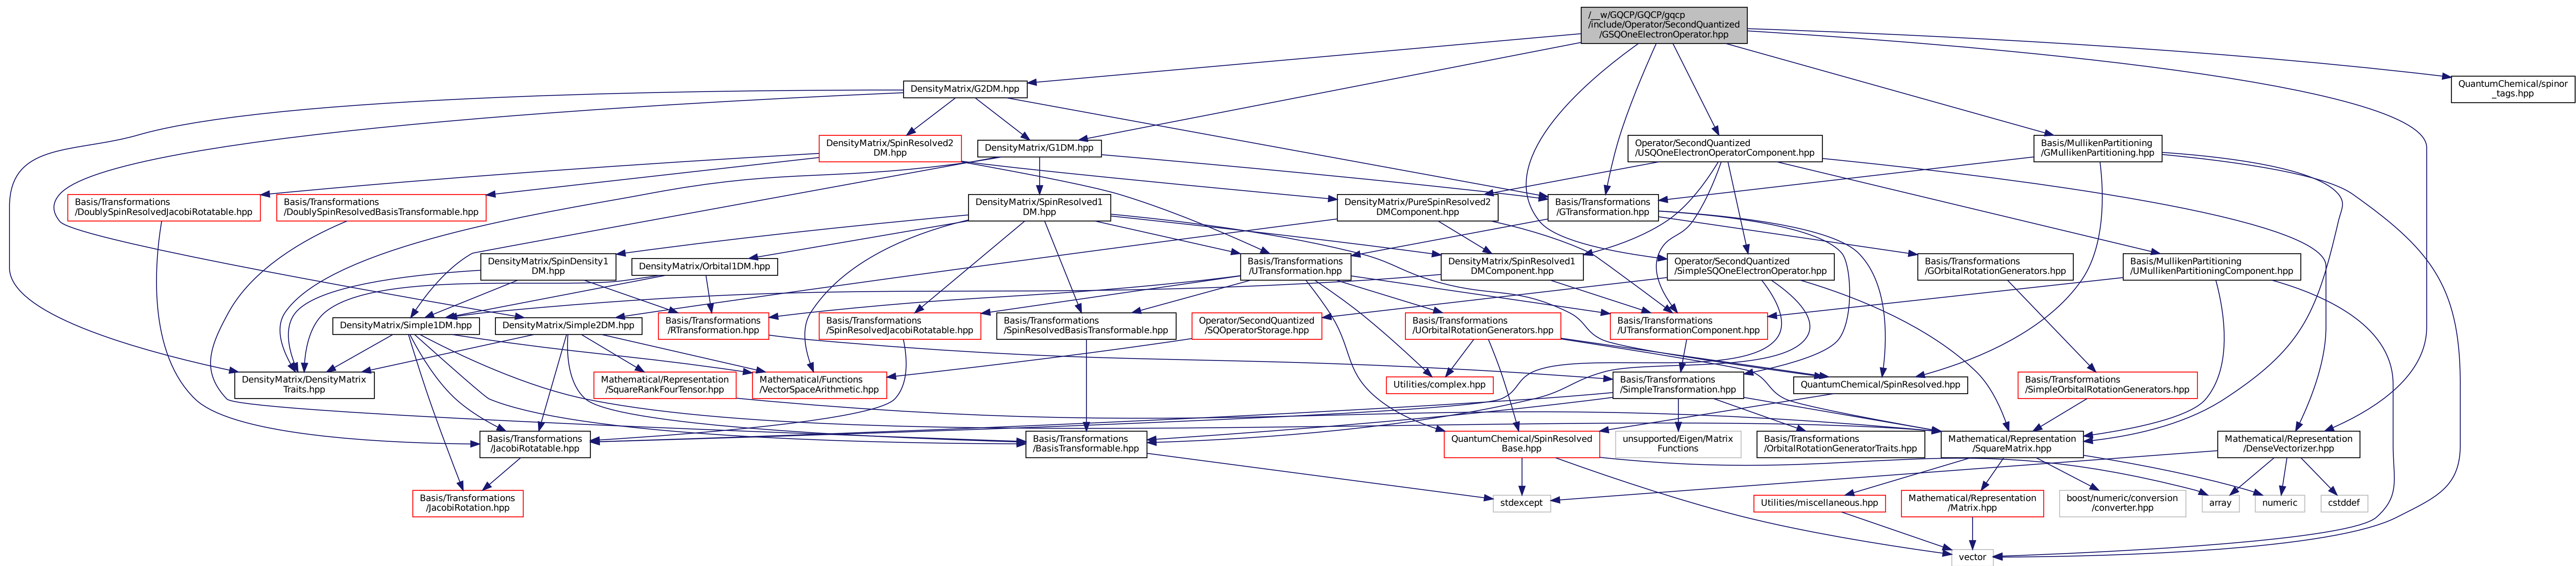 /__w/GQCP/GQCP/gqcp
/include/Operator/SecondQuantized
/GSQOneElectronOperator.hpp
DensityMatrix/G2DM.hpp
QuantumChemical/spinor
_tags.hpp
DensityMatrix/SpinResolved2
DM.hpp
DensityMatrix/G1DM.hpp
Operator/SecondQuantized
/USQOneElectronOperatorComponent.hpp
Basis/MullikenPartitioning
/GMullikenPartitioning.hpp
Basis/Transformations
/DoublySpinResolvedJacobiRotatable.hpp
Basis/Transformations
/DoublySpinResolvedBasisTransformable.hpp
DensityMatrix/SpinResolved1
DM.hpp
DensityMatrix/PureSpinResolved2
DMComponent.hpp
Basis/Transformations
/GTransformation.hpp
DensityMatrix/SpinDensity1
DM.hpp
DensityMatrix/Orbital1DM.hpp
Basis/Transformations
/UTransformation.hpp
DensityMatrix/SpinResolved1
DMComponent.hpp
Operator/SecondQuantized
/SimpleSQOneElectronOperator.hpp
Basis/Transformations
/GOrbitalRotationGenerators.hpp
Basis/MullikenPartitioning
/UMullikenPartitioningComponent.hpp
DensityMatrix/Simple1DM.hpp
DensityMatrix/Simple2DM.hpp
Basis/Transformations
/RTransformation.hpp
Basis/Transformations
/SpinResolvedJacobiRotatable.hpp
Basis/Transformations
/SpinResolvedBasisTransformable.hpp
Operator/SecondQuantized
/SQOperatorStorage.hpp
Basis/Transformations
/UOrbitalRotationGenerators.hpp
Basis/Transformations
/UTransformationComponent.hpp
DensityMatrix/DensityMatrix
Traits.hpp
Mathematical/Representation
/SquareRankFourTensor.hpp
Mathematical/Functions
/VectorSpaceArithmetic.hpp
Utilities/complex.hpp
Basis/Transformations
/SimpleTransformation.hpp
QuantumChemical/SpinResolved.hpp
Basis/Transformations
/SimpleOrbitalRotationGenerators.hpp
Basis/Transformations
/JacobiRotatable.hpp
Basis/Transformations
/BasisTransformable.hpp
QuantumChemical/SpinResolved
Base.hpp
unsupported/Eigen/Matrix
Functions
Basis/Transformations
/OrbitalRotationGeneratorTraits.hpp
Mathematical/Representation
/SquareMatrix.hpp
Mathematical/Representation
/DenseVectorizer.hpp
Basis/Transformations
/JacobiRotation.hpp
stdexcept
Utilities/miscellaneous.hpp
Mathematical/Representation
/Matrix.hpp
boost/numeric/conversion
/converter.hpp
array
numeric
cstddef
vector